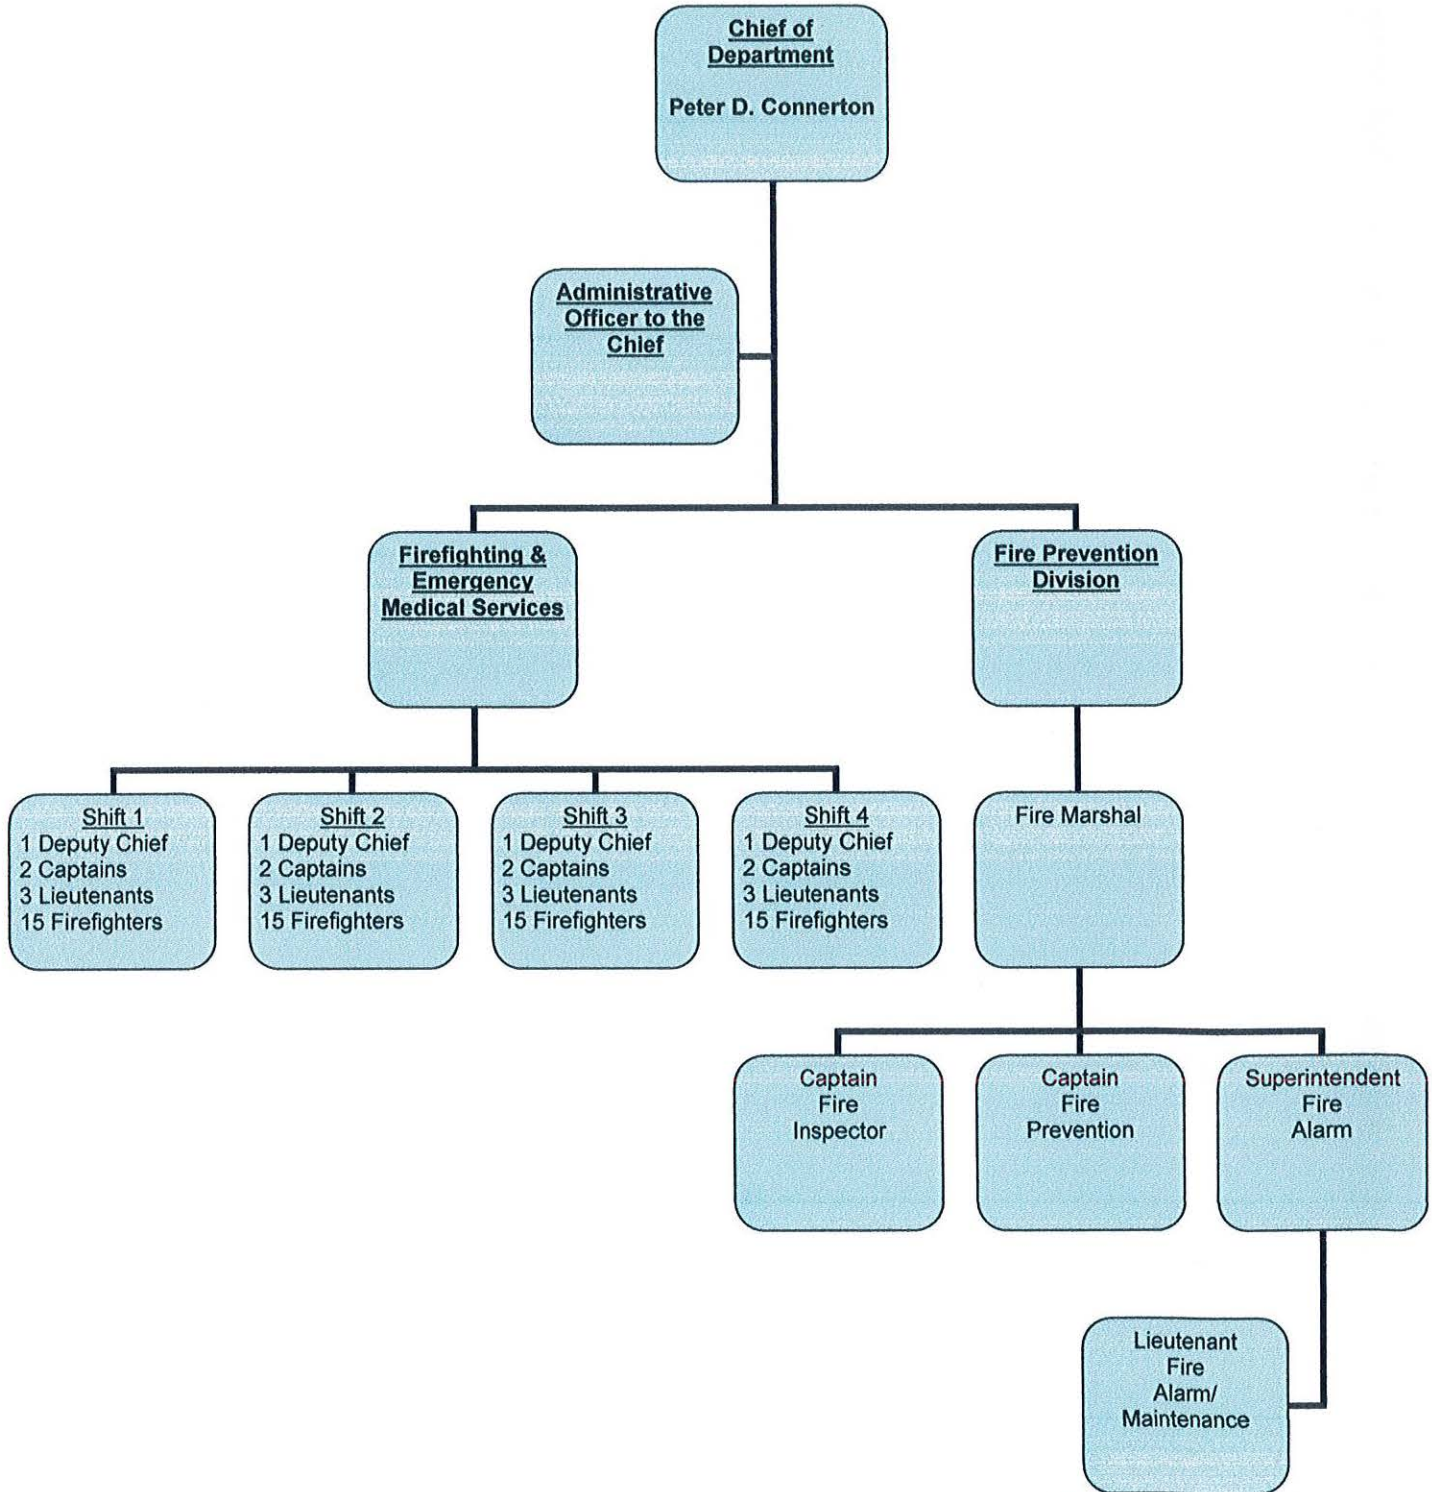 Chief of
Department
Peter D. Connerton
Administrative
Officer to the
Chief
Firefighting &
Emergency
Medical Services
Fire Prevention
Division
Shift 1
1 Deputy Chief
2 Captains
3 Lieutenants
15 Firefighters
Shift 2
1 Deputy Chief
2 Captains
3 Lieutenants
15 Firefighters
Shift 3
1 Deputy Chief
2 Captains
3 Lieutenants
15 Firefighters
Shift 4
1 Deputy Chief
2 Captains
3 Lieutenants
15 Firefighters
Fire Marshal
Captain
Fire
Inspector
Captain
Fire
Prevention
Superintendent
Fire
Alarm
Lieutenant
Fire
Alarm/
Maintenance